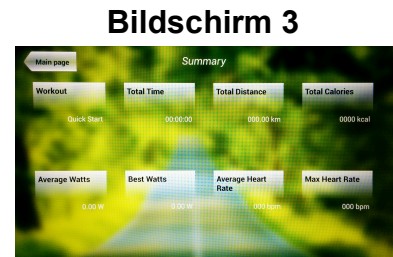 Bildschirm 3
Main page
Summary
Workout
Total Time
Total Distance
Total Calories
Quick Start
00:00:00
000.00 km
0000 kcal
Average Watts
Best Watts
Average Heart
Rate
Max Heart Rate
0.00 W
0.00 W
000 bpm
000 bpm